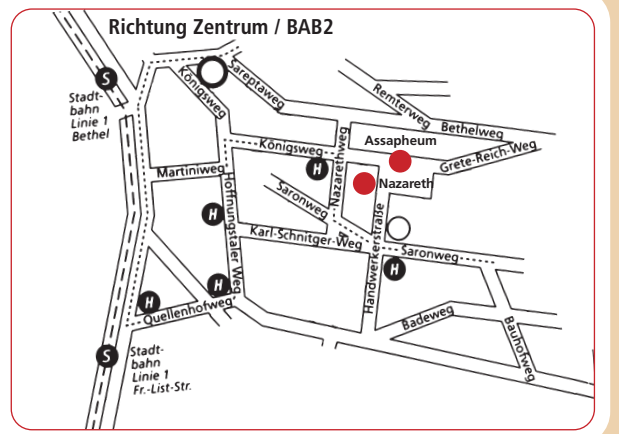 Richtung Zentrum / BAB2
S
Stadt-
bahn
Linie 1
Bethel
Königsweg
Sareptaweg
Remterweg
Bethelweg
Assapheum
Grete-Reich-Weg
Königsweg
Nazarethweg
H
Nazareth
Martiniweg
Saronweg
H
Hoffnungstaler Weg
Karl-Schnitger-Weg
Handwerkerstraße
Saronweg
H
H
H
Quellenhofweg
Badeweg
Bauhofweg
S
Stadt-
bahn
Linie 1
Fr.-List-Str.